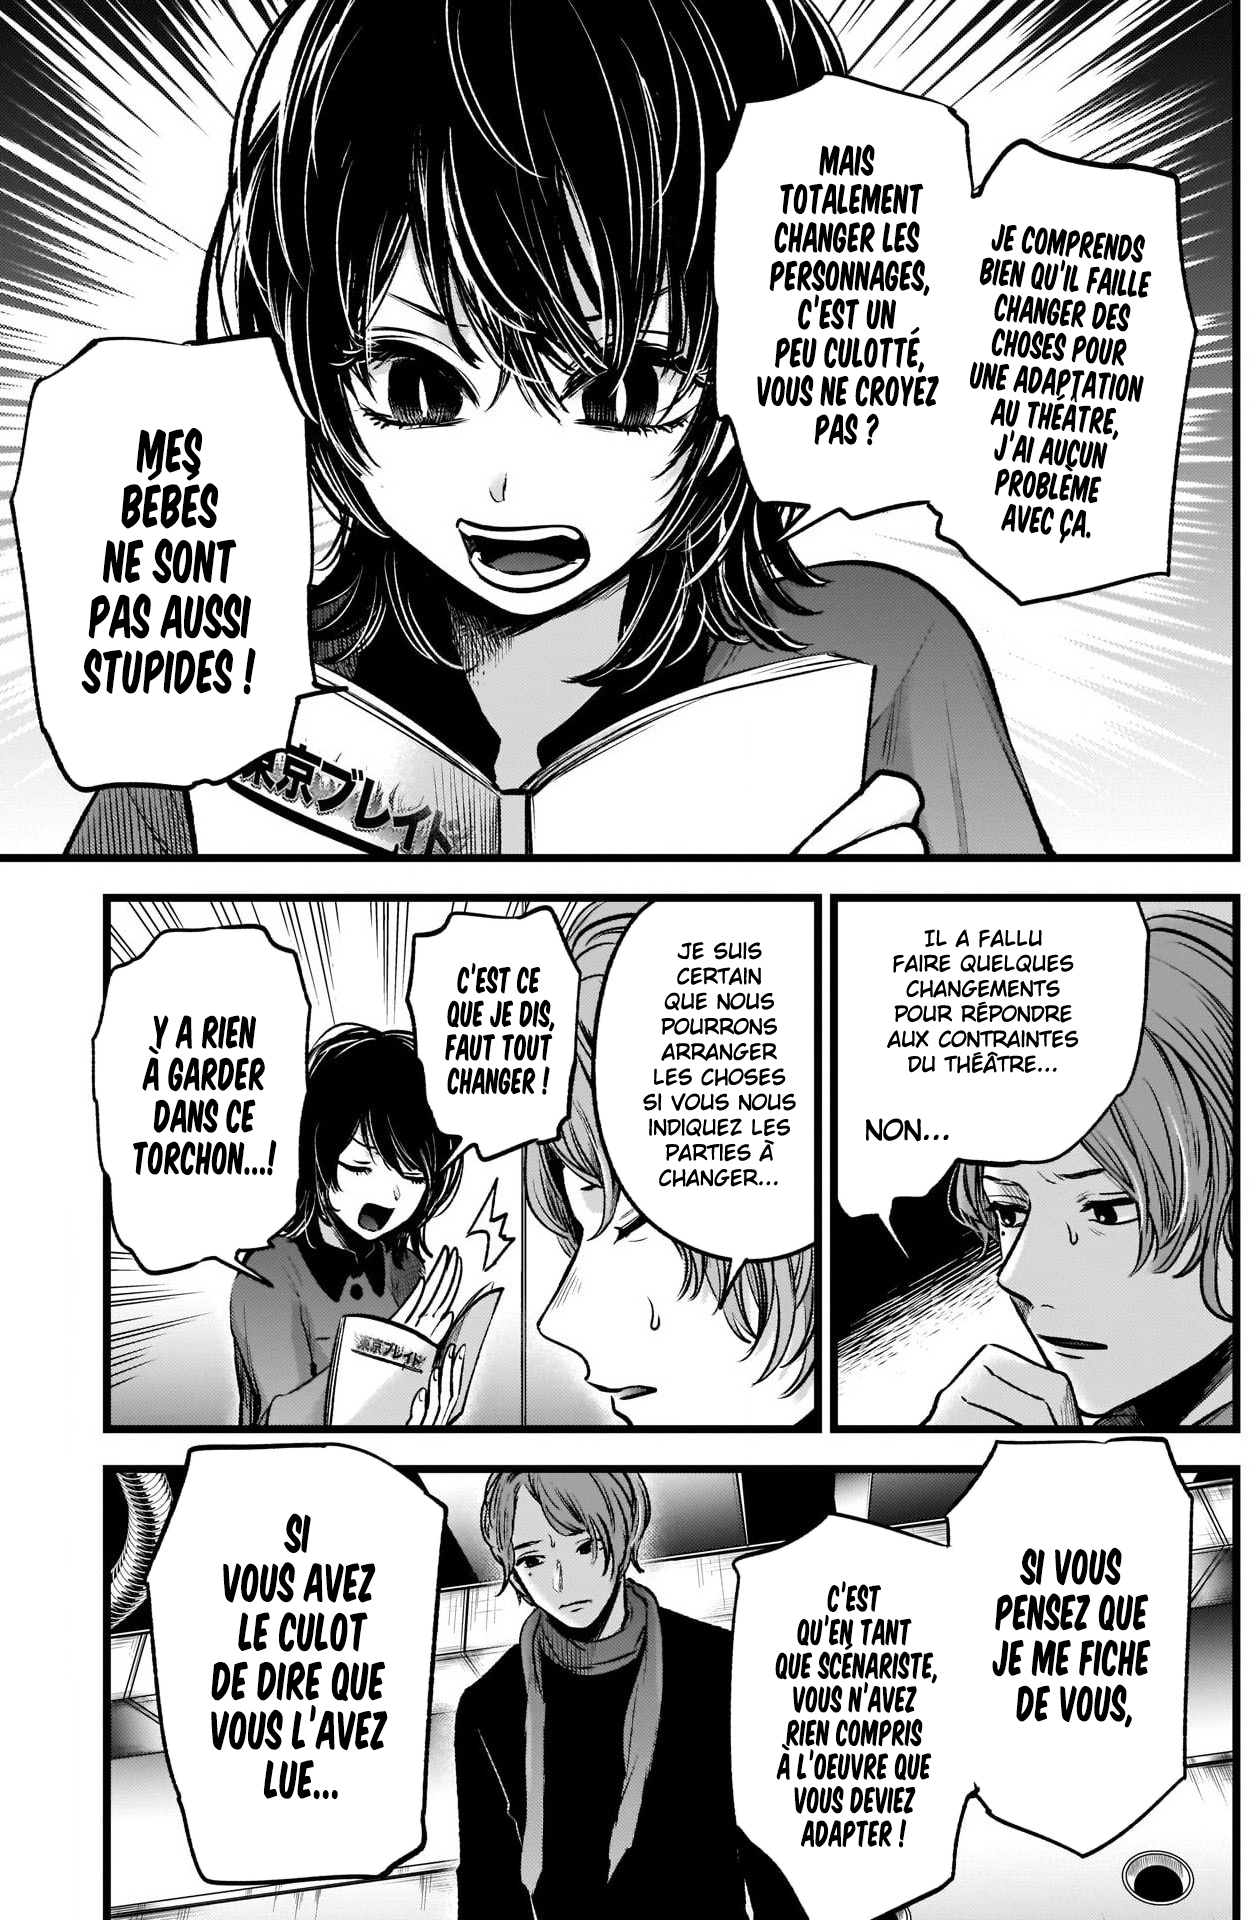 JE COMPRENDS
BIEN QU'IL FAILLE
CHANGER DES
CHOSES POUR
UNE ADAPTATION
AU THÉÂTRE,
J'AI AUCUN
PROBLÈME
AVEC ÇA.
MAIS
TOTALEMENT
CHANGER LES
PERSONNAGES,
C'EST UN
PEU CULOTTÉ,
VOUS NE CROYEZ
PAS ?
MES
BÉBÉS
NE SONT
PAS AUSSI
STUPIDES !
東京ブレイド
IL A FALLU
FAIRE QUELQUES
CHANGEMENTS
POUR RÉPONDRE
AUX CONTRAINTES
DU THÉÂTRE...
NON...
JE SUIS
CERTAIN
QUE NOUS
POURRONS
ARRANGER
LES CHOSES
SI VOUS NOUS
INDIQUEZ LES
PARTIES À
CHANGER...
C'EST CE
QUE JE DIS,
FAUT TOUT
CHANGER !
Y A RIEN
À GARDER
DANS CE
TORCHON...!
東京ブレイド
SI VOUS
PENSEZ QUE
JE ME FICHE
DE VOUS,
C'EST
QU'EN TANT
QUE SCÉNARISTE,
VOUS N'AVEZ
RIEN COMPRIS
À L'OEUVRE QUE
VOUS DEVIEZ
ADAPTER !
SI
VOUS AVEZ
LE CULOT
DE DIRE QUE
VOUS L'AVEZ
LUE...